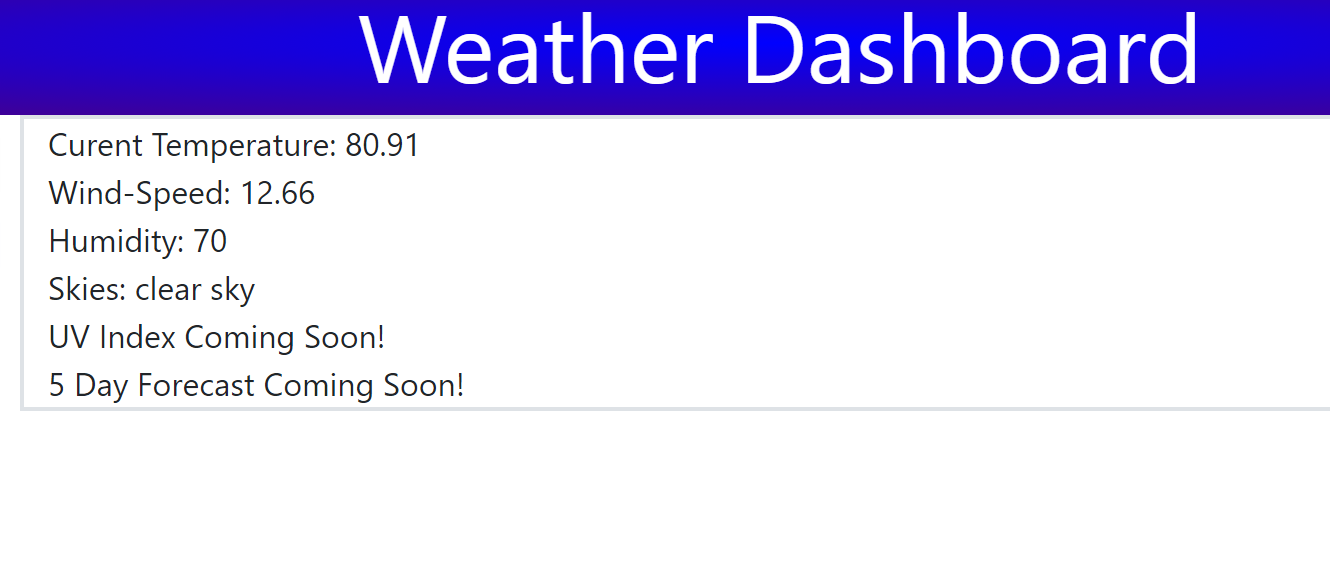 Weather Dashboard
Curent Temperature: 80.91
Wind-Speed: 12.66
Humidity: 70
Skies: clear sky
UV Index Coming Soon!
5 Day Forecast Coming Soon!